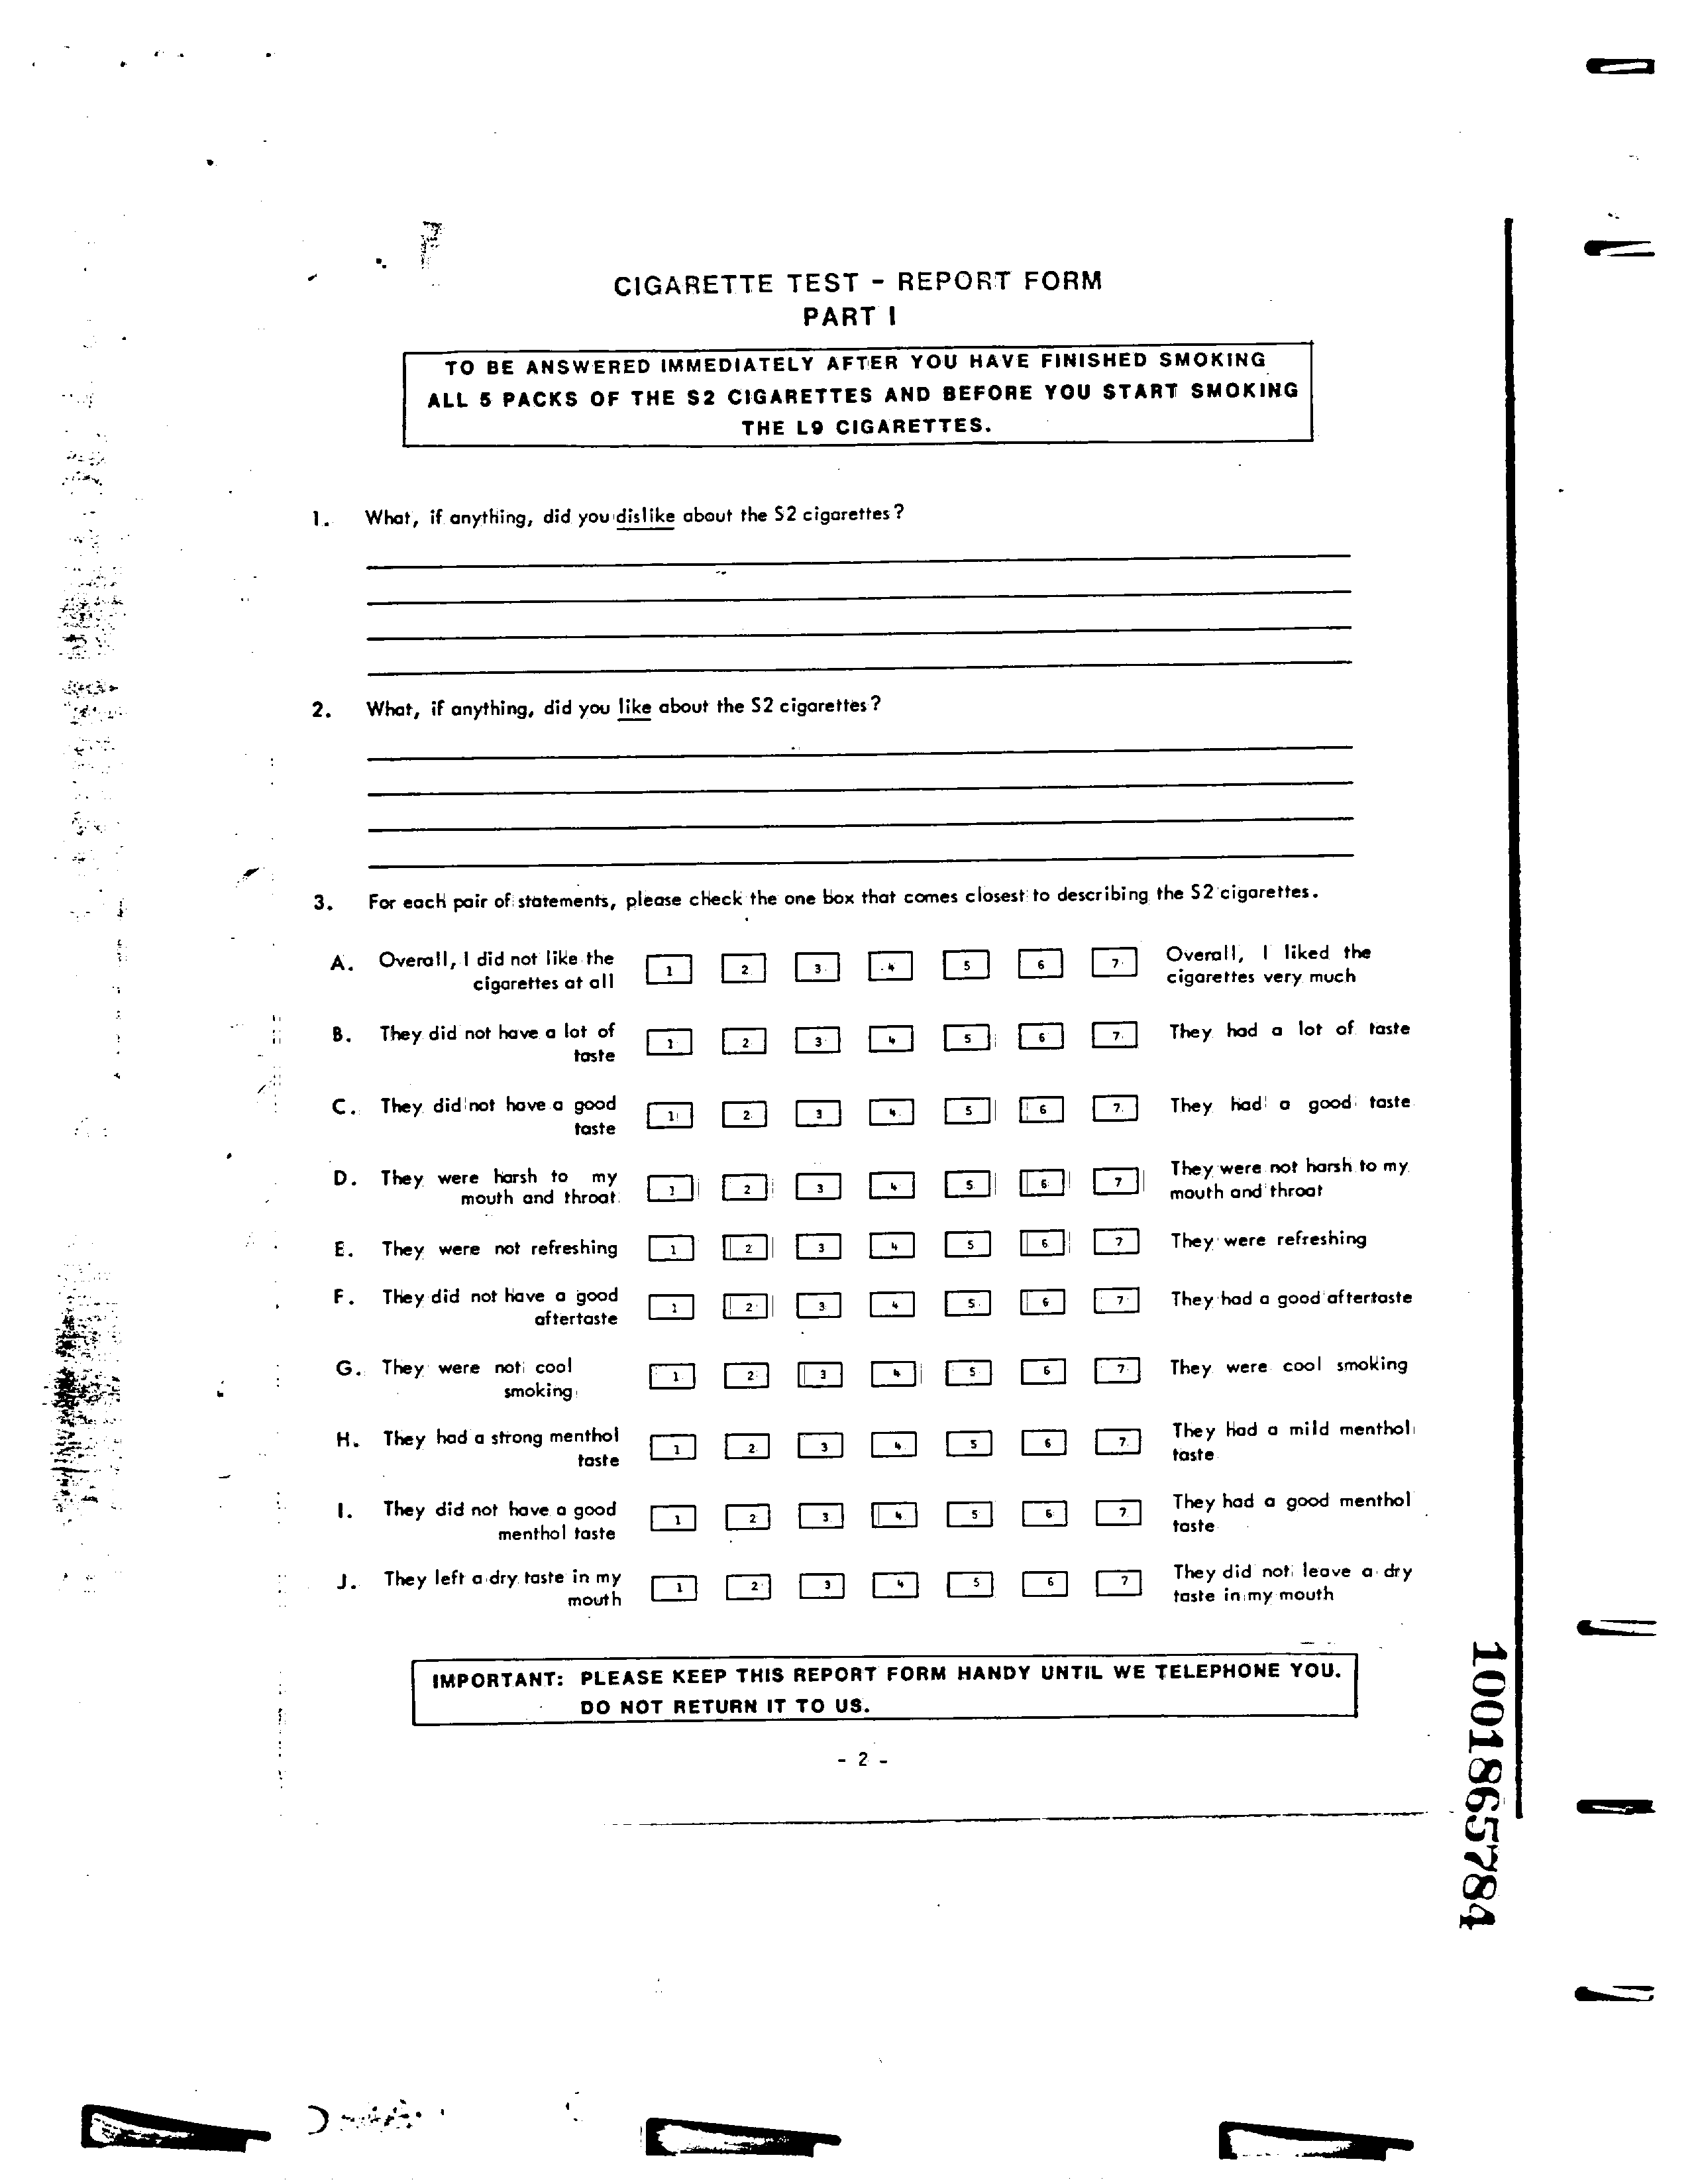 CIGARETTE TEST - REPORT FORM
PART I
TO BE ANSWERED IMMEDIATELY AFTER YOU HAVE FINISHED SMOKING
ALL 5 PACKS OF THE S2 CIGARETTES AND BEFORE YOU START SMOKING
THE L9 CIGARETTES.
1. What, if anything, did you dislike about the S2 cigarettes?
2. What, if anything, did you like about the S2 cigarettes?
3. For each pair of statements, please check the one box that comes closest to describing the S2 cigarettes.
A. Overall, I did not like the 1 2 3 4 5 6 7 Overall, I liked the
cigarettes at all cigarettes very much
B. They did not have a lot of 1 2 3 4 5 6 7 They had a lot of taste
taste
C. They did not have a good 1 2 3 4 5 6 7 They had a good taste
taste
D. They were harsh to my 1 2 3 4 5 6 7 They were not harsh to my
mouth and throat mouth and throat
E. They were not refreshing 1 2 3 4 5 6 7 They were refreshing
F. They did not have a good 1 2 3 4 5 6 7 They had a good aftertaste
aftertaste
G. They were not cool 1 2 3 4 5 6 7 They were cool smoking
smoking
H. They had a strong menthol 1 2 3 4 5 6 7 They had a mild menthol
taste taste
I. They did not have a good 1 2 3 4 5 6 7 They had a good menthol
menthol taste taste
J. They left a dry taste in my 1 2 3 4 5 6 7 They did not leave a dry
mouth taste in my mouth
IMPORTANT: PLEASE KEEP THIS REPORT FORM HANDY UNTIL WE TELEPHONE YOU.
DO NOT RETURN IT TO US.
- 2 -
1001865784